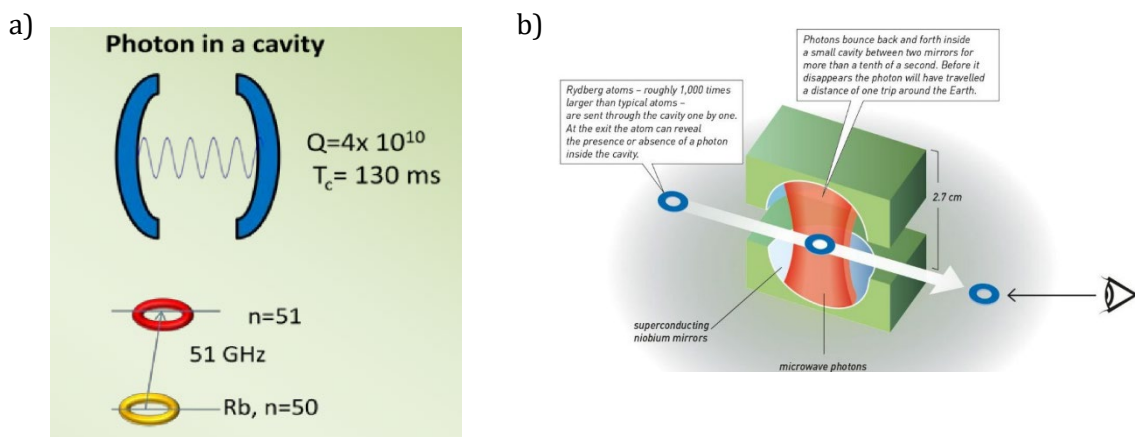 a)
Photon in a cavity
Q=4x 10¹⁰
T_c= 130 ms
n=51
51 GHz
Rb, n=50
b)
Photons bounce back and forth inside
a small cavity between two mirrors for
more than a tenth of a second. Before it
disappears the photon will have travelled
a distance of one trip around the Earth.
Rydberg atoms – roughly 1,000 times
larger than typical atoms –
are sent through the cavity one by one.
At the exit the atom can reveal
the presence or absence of a photon
inside the cavity.
2.7 cm
superconducting
niobium mirrors
microwave photons